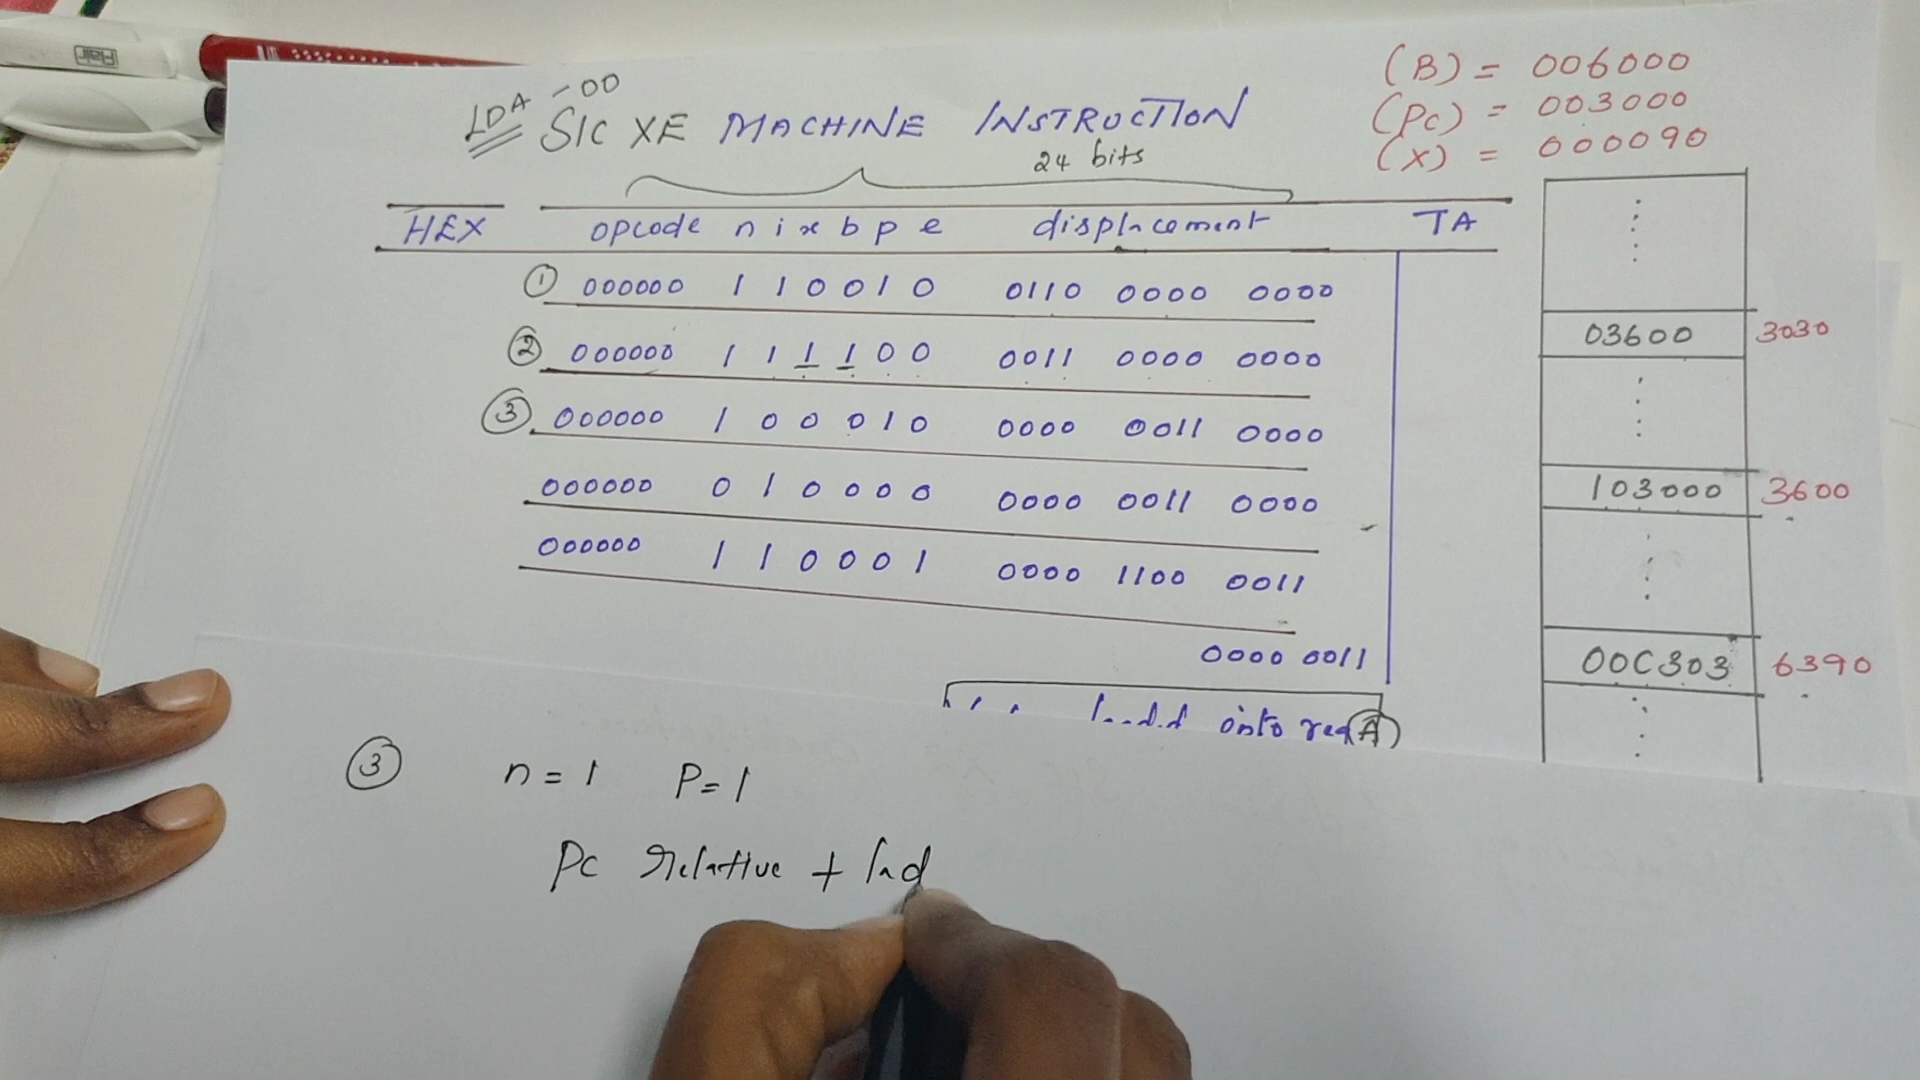 LDA - 00
SIC XE MACHINE INSTRUCTION
24 bits
(B) = 006000
(PC) = 003000
(X) = 000090
HEX opcode n i x b p e displacement TA
① 000000 1 1 0 0 1 0 0110 0000 0000
② 000000 1 1 1 1 0 0 0011 0000 0000
③ 000000 1 0 0 0 1 0 0000 0011 0000
000000 0 1 0 0 0 0 0000 0011 0000
000000 1 1 0 0 0 1 0000 1100 0011
0000 0011
onto reg(A)
03600 3030
103000 3600
00C303 6390
③ n = 1 P = 1
PC relative + Ind